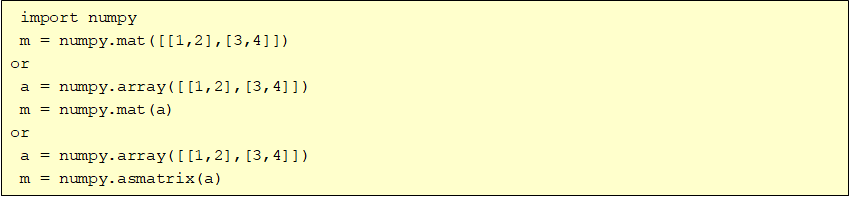 import numpy
m = numpy.mat([[1,2],[3,4]])
or
a = numpy.array([[1,2],[3,4]])
m = numpy.mat(a)
or
a = numpy.array([[1,2],[3,4]])
m = numpy.asmatrix(a)